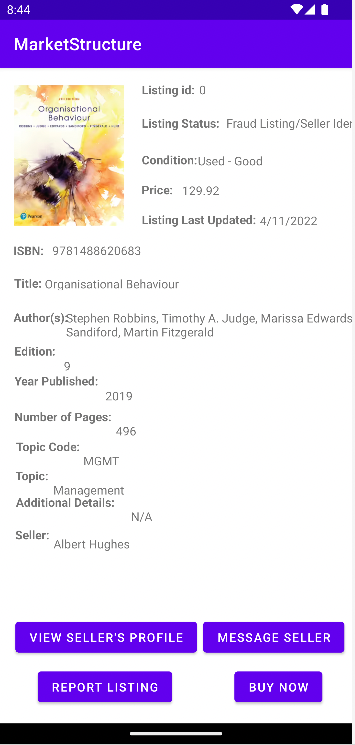 8:44
MarketStructure
Organisational
Behaviour
Pearson
Listing id: 0
Listing Status: Fraud Listing/Seller Iden
Condition:Used - Good
Price: 129.92
Listing Last Updated: 4/11/2022
ISBN: 9781488620683
Title: Organisational Behaviour
Author(s):Stephen Robbins, Timothy A. Judge, Marissa Edwards
Sandiford, Martin Fitzgerald
Edition:
9
Year Published:
2019
Number of Pages:
496
Topic Code:
MGMT
Topic:
Management
Additional Details:
N/A
Seller:
Albert Hughes
VIEW SELLER'S PROFILE MESSAGE SELLER
REPORT LISTING BUY NOW